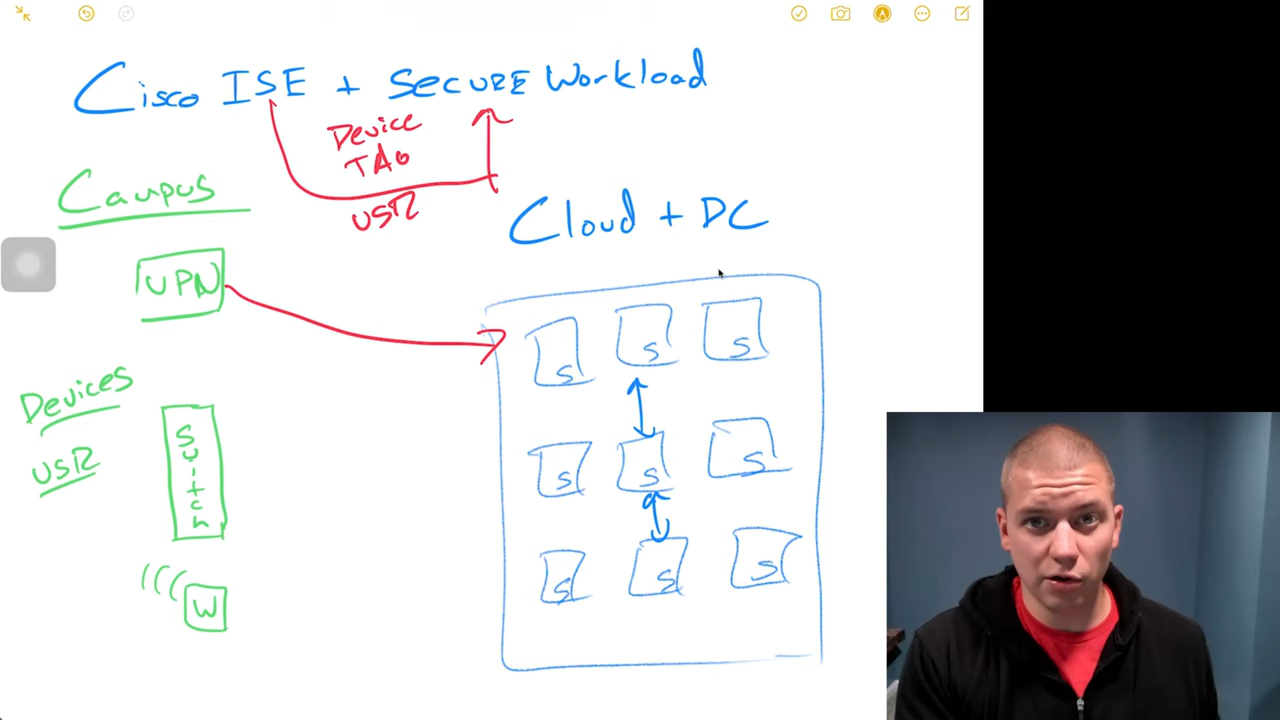 Cisco ISE + Secure Workload
Device
TAG
USR
Campus
Cloud + DC
VPN
Devices
USR
Switch
W
S S S
S S S
S S S